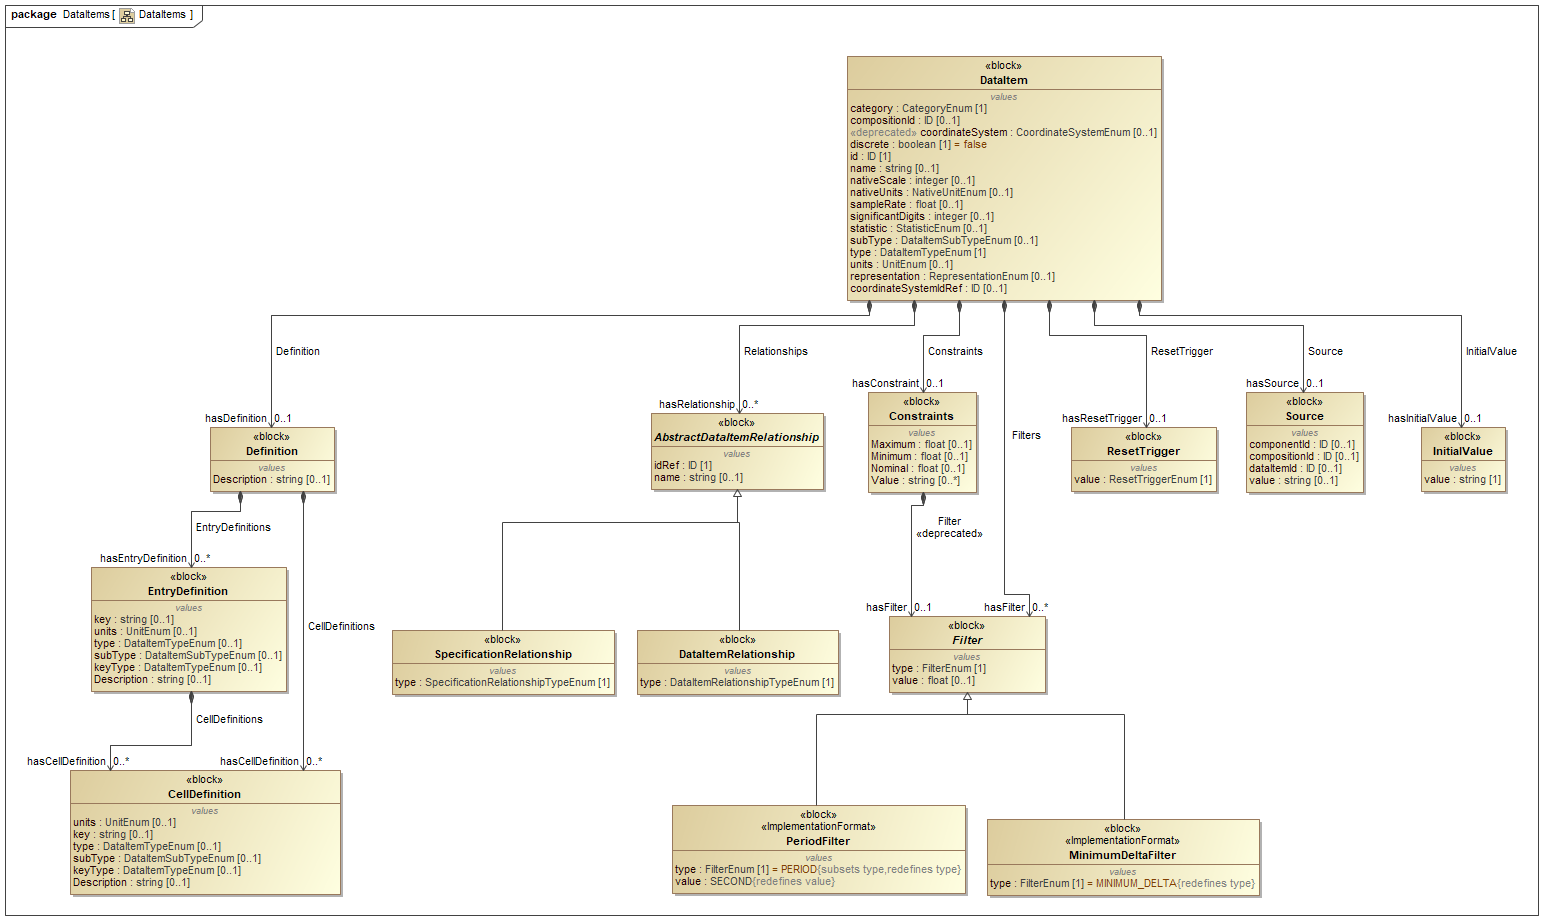 package DataItems [ DataItems ]
«block»
DataItem
values
category : CategoryEnum [1]
compositionId : ID [0..1]
«deprecated» coordinateSystem : CoordinateSystemEnum [0..1]
discrete : boolean [1] = false
id : ID [1]
name : string [0..1]
nativeScale : integer [0..1]
nativeUnits : NativeUnitEnum [0..1]
sampleRate : float [0..1]
significantDigits : integer [0..1]
statistic : StatisticEnum [0..1]
subType : DataItemSubTypeEnum [0..1]
type : DataItemTypeEnum [1]
units : UnitEnum [0..1]
representation : RepresentationEnum [0..1]
coordinateSystemIdRef : ID [0..1]
Definition
hasDefinition 0..1
Relationships
hasRelationship 0..*
Constraints
hasConstraint 0..1
Filters
hasFilter 0..*
ResetTrigger
hasResetTrigger 0..1
Source
hasSource 0..1
InitialValue
hasInitialValue 0..1
«block»
Definition
values
Description : string [0..1]
«block»
AbstractDataItemRelationship
values
idRef : ID [1]
name : string [0..1]
«block»
Constraints
values
Maximum : float [0..1]
Minimum : float [0..1]
Nominal : float [0..1]
Value : string [0..*]
«block»
ResetTrigger
values
value : ResetTriggerEnum [1]
«block»
Source
values
componentId : ID [0..1]
compositionId : ID [0..1]
dataItemId : ID [0..1]
value : string [0..1]
«block»
InitialValue
values
value : string [1]
EntryDefinitions
hasEntryDefinition 0..*
CellDefinitions
hasCellDefinition 0..*
Filter
«deprecated»
hasFilter 0..1
«block»
EntryDefinition
values
key : string [0..1]
units : UnitEnum [0..1]
type : DataItemTypeEnum [0..1]
subType : DataItemSubTypeEnum [0..1]
keyType : DataItemTypeEnum [0..1]
Description : string [0..1]
«block»
SpecificationRelationship
values
type : SpecificationRelationshipTypeEnum [1]
«block»
DataItemRelationship
values
type : DataItemRelationshipTypeEnum [1]
«block»
Filter
values
type : FilterEnum [1]
value : float [0..1]
CellDefinitions
hasCellDefinition 0..*
«block»
CellDefinition
values
units : UnitEnum [0..1]
key : string [0..1]
type : DataItemTypeEnum [0..1]
subType : DataItemSubTypeEnum [0..1]
keyType : DataItemTypeEnum [0..1]
Description : string [0..1]
«block»
«ImplementationFormat»
PeriodFilter
values
type : FilterEnum [1] = PERIOD{subsets type,redefines type}
value : SECOND{redefines value}
«block»
«ImplementationFormat»
MinimumDeltaFilter
values
type : FilterEnum [1] = MINIMUM_DELTA{redefines type}